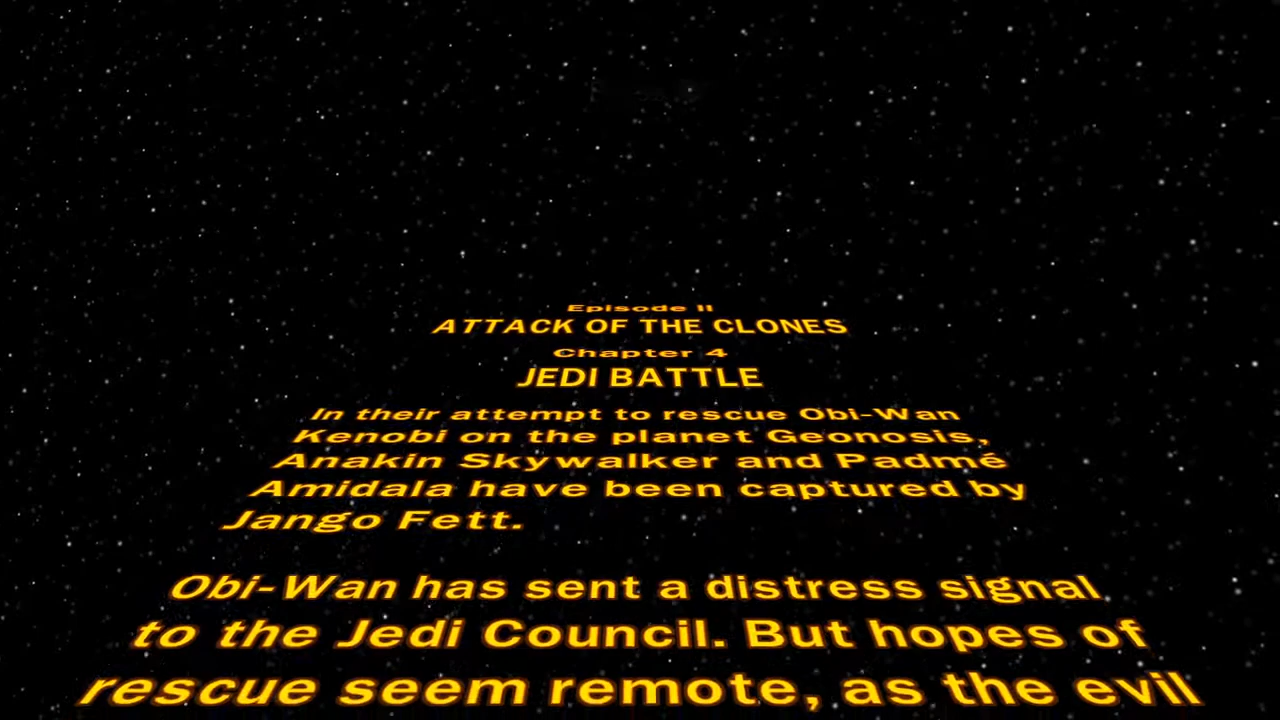 Episode II
ATTACK OF THE CLONES
Chapter 4
JEDI BATTLE
In their attempt to rescue Obi-Wan
Kenobi on the planet Geonosis,
Anakin Skywalker and Padmé
Amidala have been captured by
Jango Fett.
Obi-Wan has sent a distress signal
to the Jedi Council. But hopes of
rescue seem remote, as the evil